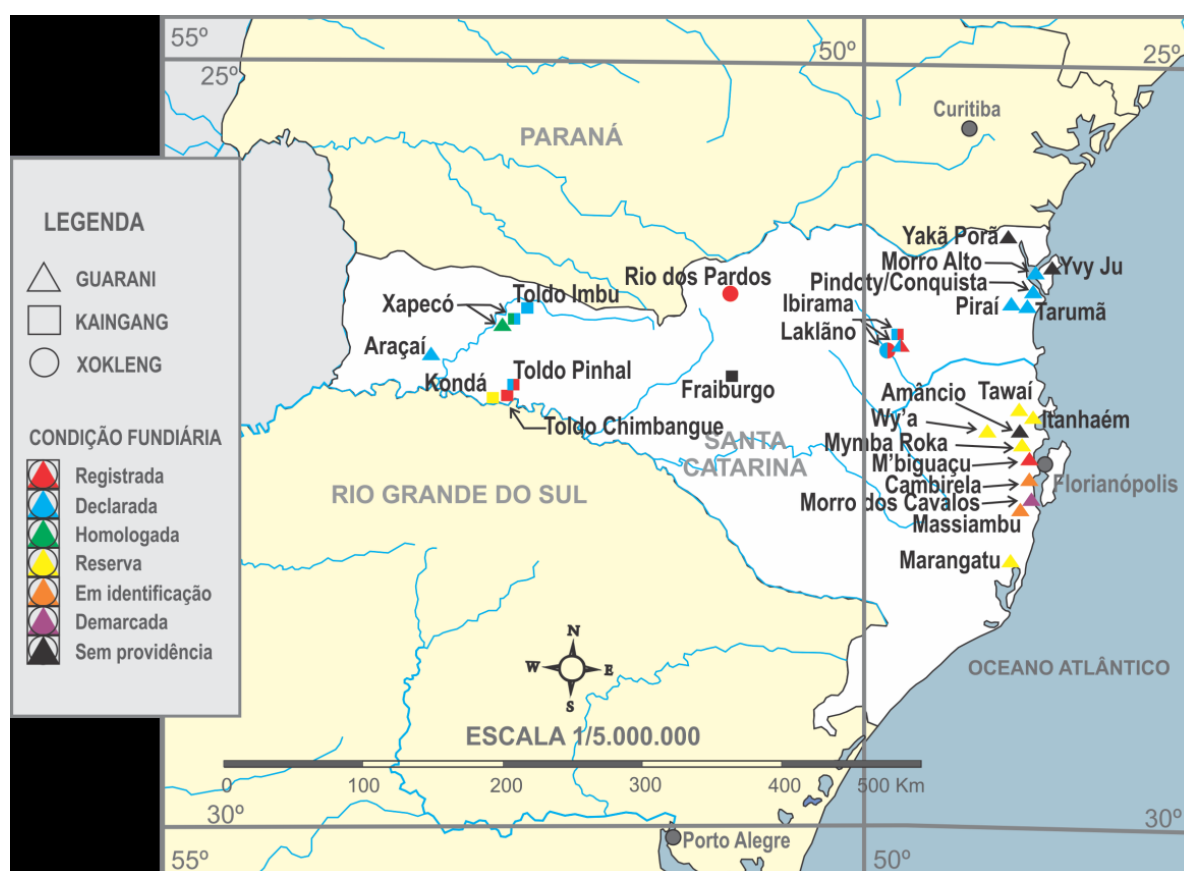 55º
50º
25º
25º
Curitiba
PARANÁ
LEGENDA
GUARANI
KAINGANG
XOKLENG
CONDIÇÃO FUNDIÁRIA
Registrada
Declarada
Homologada
Reserva
Em identificação
Demarcada
Sem providência
Yakã Porã
Morro Alto
Yvy Ju
Pindoty/Conquista
Rio dos Pardos
Toldo Imbu
Xapecó
Ibirama
Piraí
Tarumã
Laklãno
Araçaí
Toldo Pinhal
Kondá
Fraiburgo
Toldo Chimbangue
Amâncio
Tawaí
Wy'a
Itanhaém
Mymba Roka
SANTA
CATARINA
M'biguaçu
Cambirela
Florianópolis
Morro dos Cavalos
Massiambu
RIO GRANDE DO SUL
Marangatu
N
W
E
S
OCEANO ATLÂNTICO
ESCALA 1/5.000.000
0
100
200
300
400
500 Km
30º
30º
Porto Alegre
55º
50º